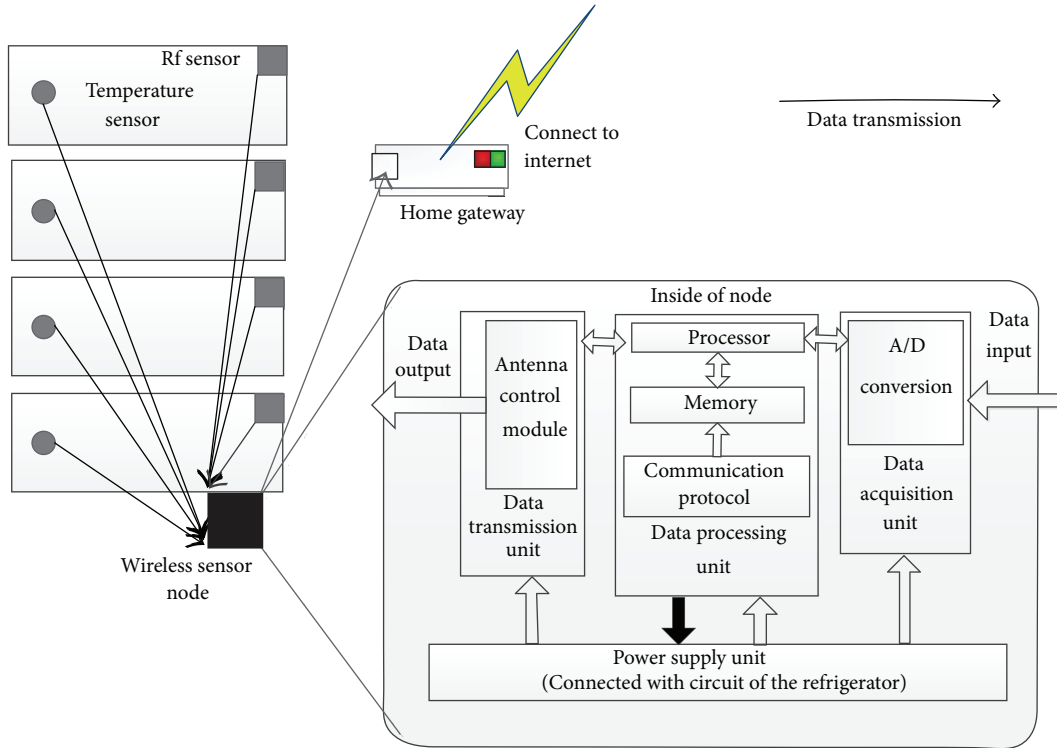 Rf sensor
Temperature
sensor
Connect to
internet
Home gateway
Data transmission
Wireless sensor
node
Inside of node
Data
output
Antenna
control
module
Data
transmission
unit
Processor
Memory
Communication
protocol
Data processing
unit
A/D
conversion
Data
acquisition
unit
Data
input
Power supply unit
(Connected with circuit of the refrigerator)